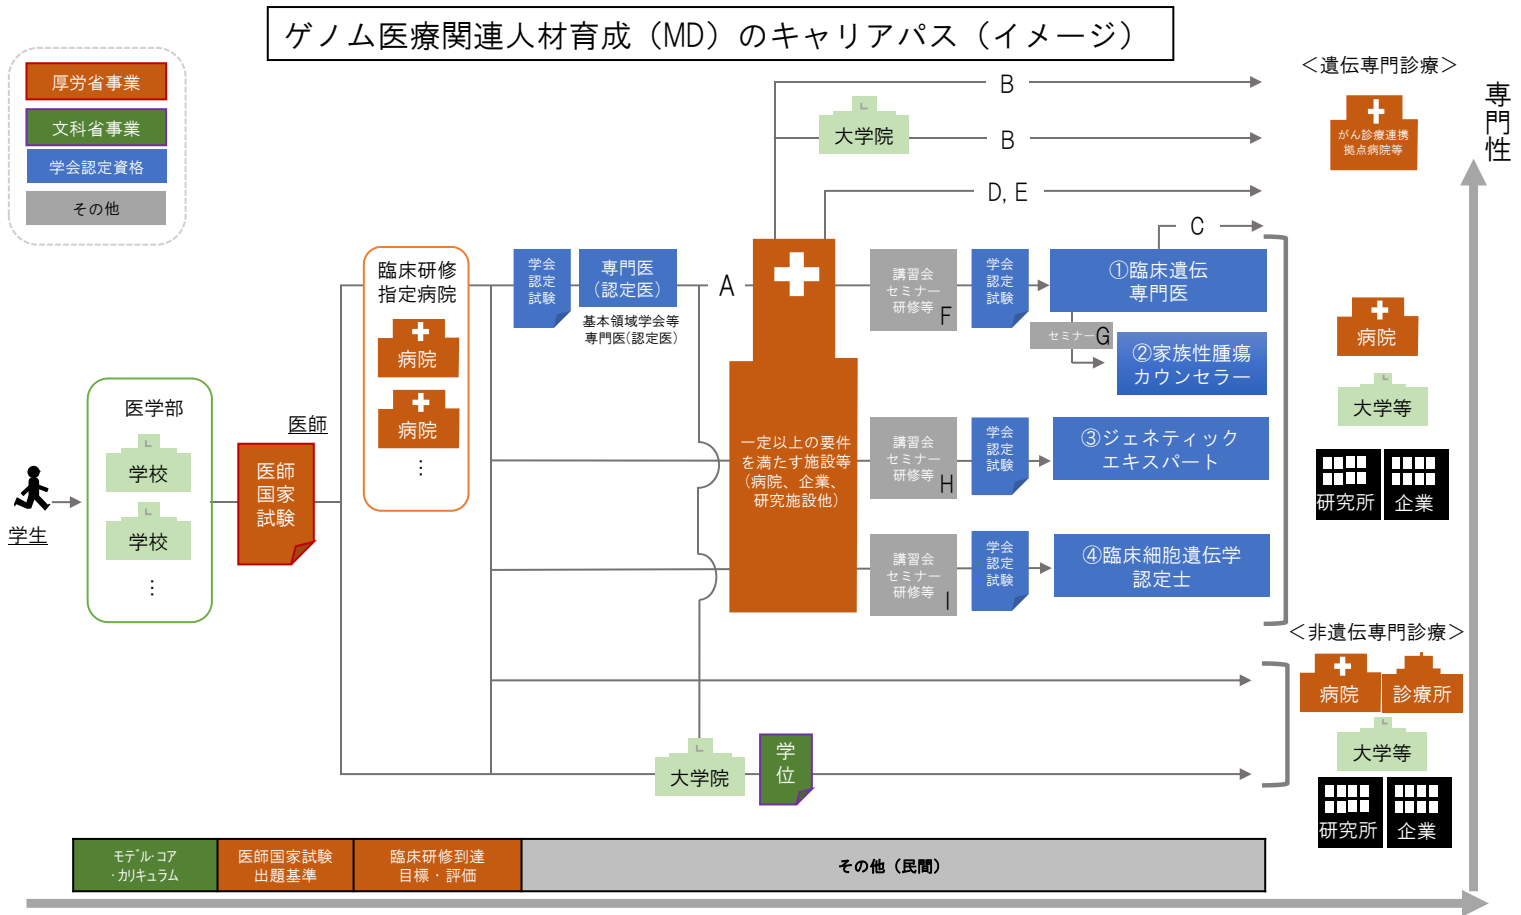 ゲノム医療関連人材育成（MD）のキャリアパス（イメージ）
厚労省事業
文科省事業
学会認定資格
その他
＜遺伝専門診療＞
専門性
B
大学院
B
がん診療連携
拠点病院等
D, E
C
臨床研修
指定病院
病院
病院
…
学会
認定
試験
専門医
（認定医）
基本領域学会等
専門医(認定医)
A
講習会
セミナー
研修等
F
学会
認定
試験
①臨床遺伝
専門医
セミナー
G
②家族性腫瘍
カウンセラー
病院
大学等
研究所
企業
医学部
学校
学校
…
学生
医師
医師
国家
試験
一定以上の要件
を満たす施設等
（病院、企業、
研究施設他）
講習会
セミナー
研修等
H
学会
認定
試験
③ジェネティック
エキスパート
講習会
セミナー
研修等
I
学会
認定
試験
④臨床細胞遺伝学
認定士
＜非遺伝専門診療＞
病院
診療所
大学等
研究所
企業
大学院
学位
モデル・コア
・カリキュラム
医師国家試験
出題基準
臨床研修到達
目標・評価
その他（民間）